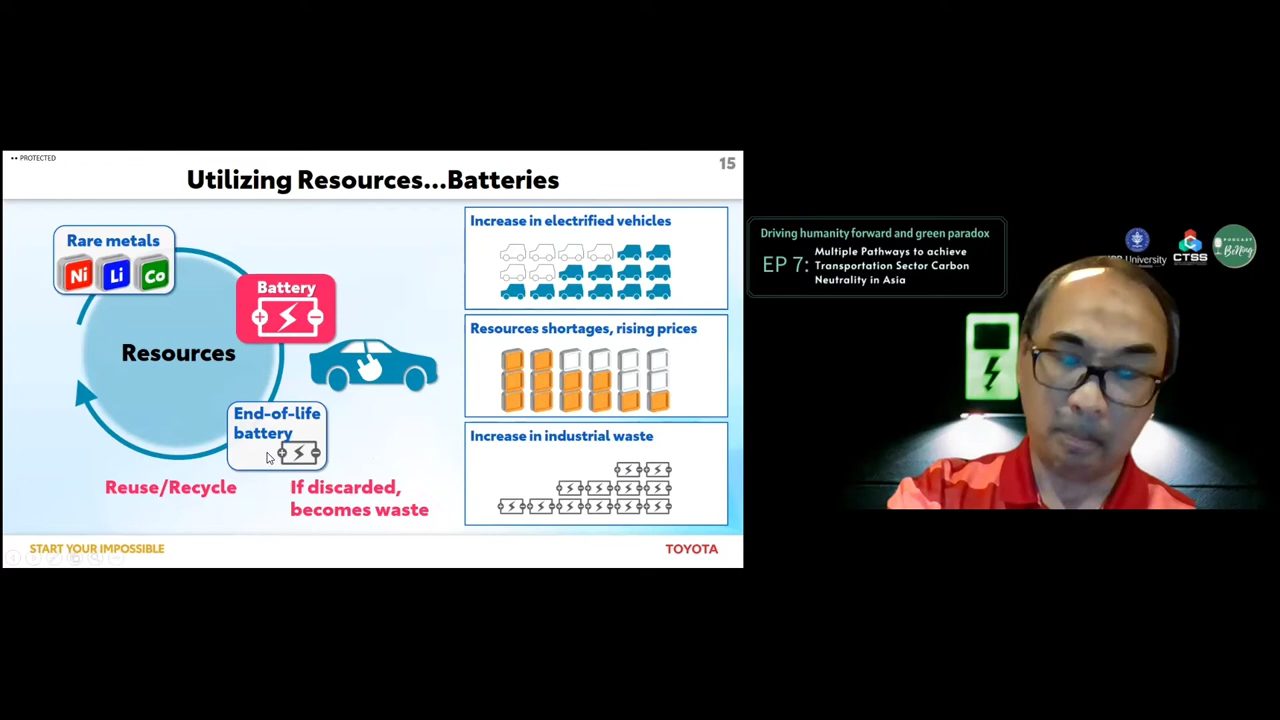 •• PROTECTED
15
Utilizing Resources...Batteries
Rare metals
Ni Li Co
Battery
Resources
End-of-life
battery
Reuse/Recycle
If discarded,
becomes waste
Increase in electrified vehicles
Resources shortages, rising prices
Increase in industrial waste
START YOUR IMPOSSIBLE
TOYOTA
Driving humanity forward and green paradox
EP 7:
Multiple Pathways to achieve
Transportation Sector Carbon
Neutrality in Asia
University
CTSS
PODCAST
BeNing